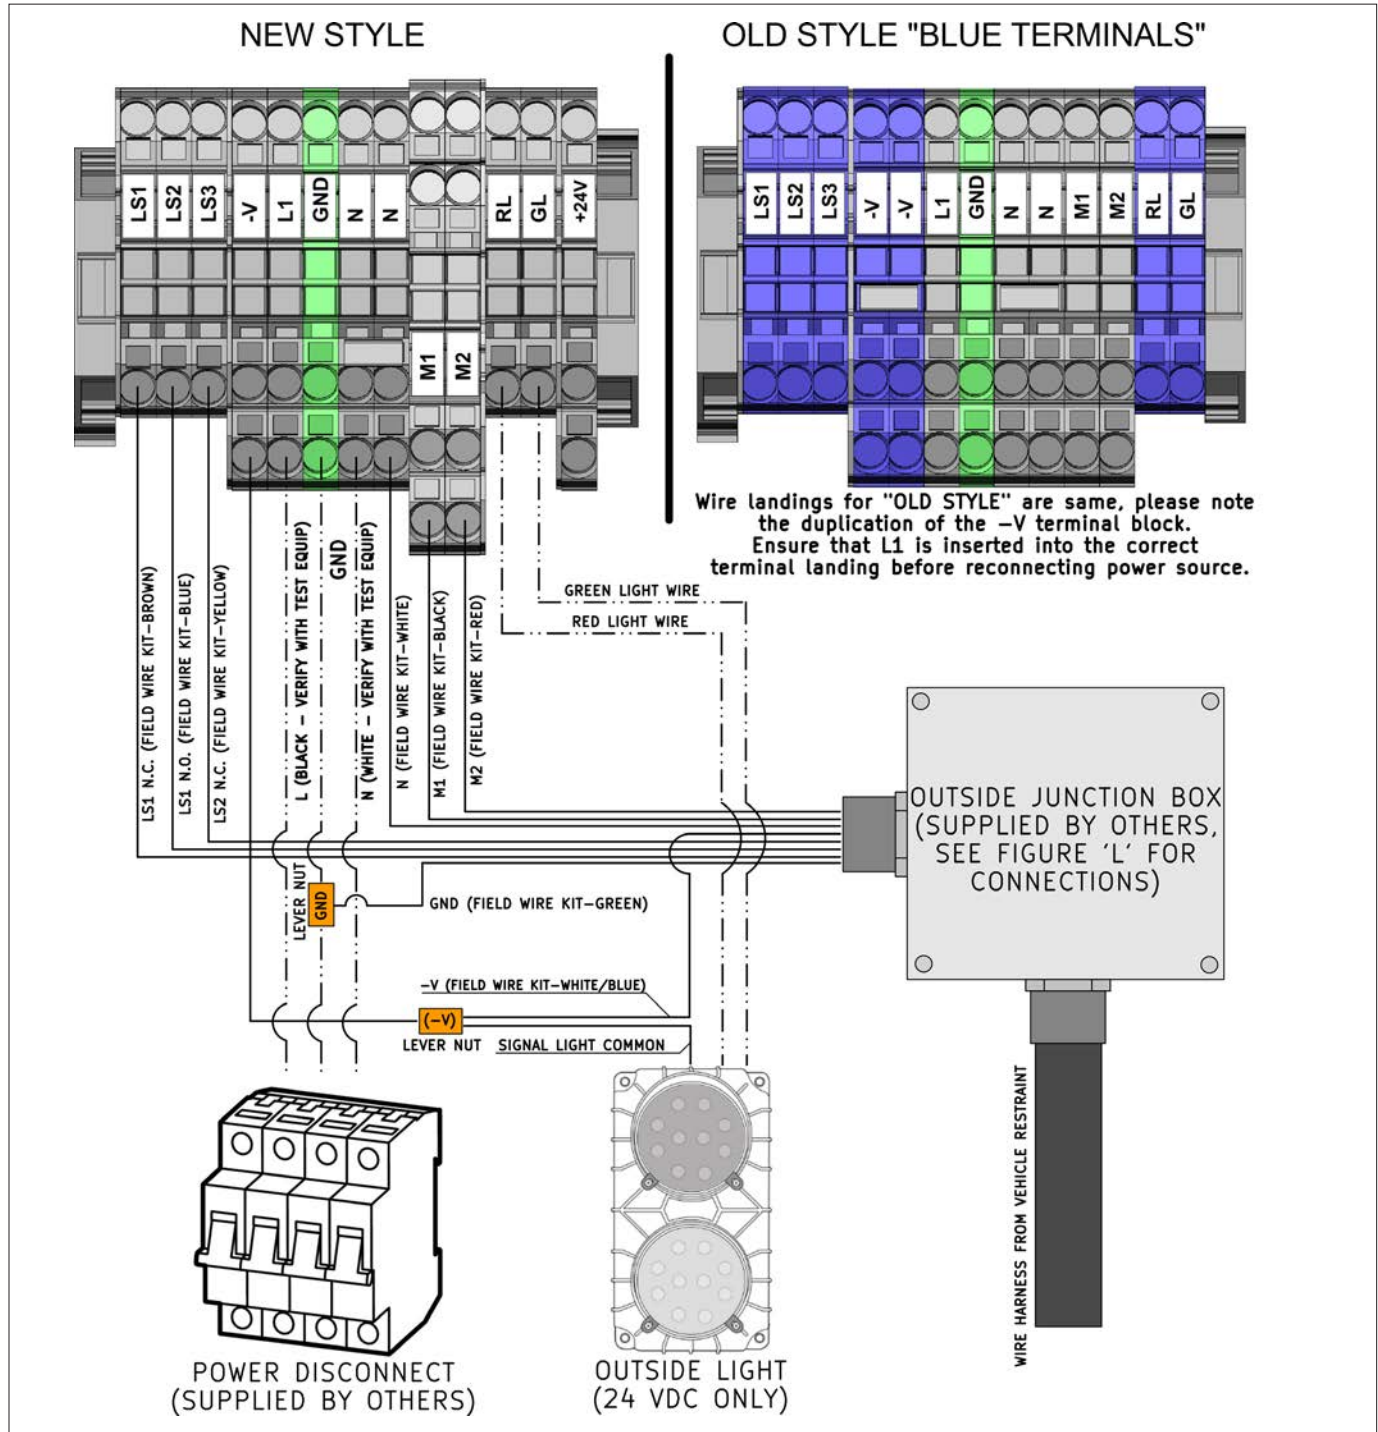 NEW STYLE
OLD STYLE "BLUE TERMINALS"
LS1
LS2
LS3
-V
L1
GND
N
N
M1
M2
RL
GL
+24V
LS1
LS2
LS3
-V
-V
L1
GND
N
N
M1
M2
RL
GL
Wire landings for "OLD STYLE" are same, please note
the duplication of the -V terminal block.
Ensure that L1 is inserted into the correct
terminal landing before reconnecting power source.
LS1 N.C. (FIELD WIRE KIT-BROWN)
LS1 N.O. (FIELD WIRE KIT-BLUE)
LS2 N.C. (FIELD WIRE KIT-YELLOW)
L (BLACK - VERIFY WITH TEST EQUIP)
GND
N (WHITE - VERIFY WITH TEST EQUIP)
N (FIELD WIRE KIT-WHITE)
M1 (FIELD WIRE KIT-BLACK)
M2 (FIELD WIRE KIT-RED)
GREEN LIGHT WIRE
RED LIGHT WIRE
OUTSIDE JUNCTION BOX
(SUPPLIED BY OTHERS,
SEE FIGURE 'L' FOR
CONNECTIONS)
LEVER NUT
GND
GND (FIELD WIRE KIT-GREEN)
-V (FIELD WIRE KIT-WHITE/BLUE)
(-V)
LEVER NUT
SIGNAL LIGHT COMMON
WIRE HARNESS FROM VEHICLE RESTRAINT
POWER DISCONNECT
(SUPPLIED BY OTHERS)
OUTSIDE LIGHT
(24 VDC ONLY)